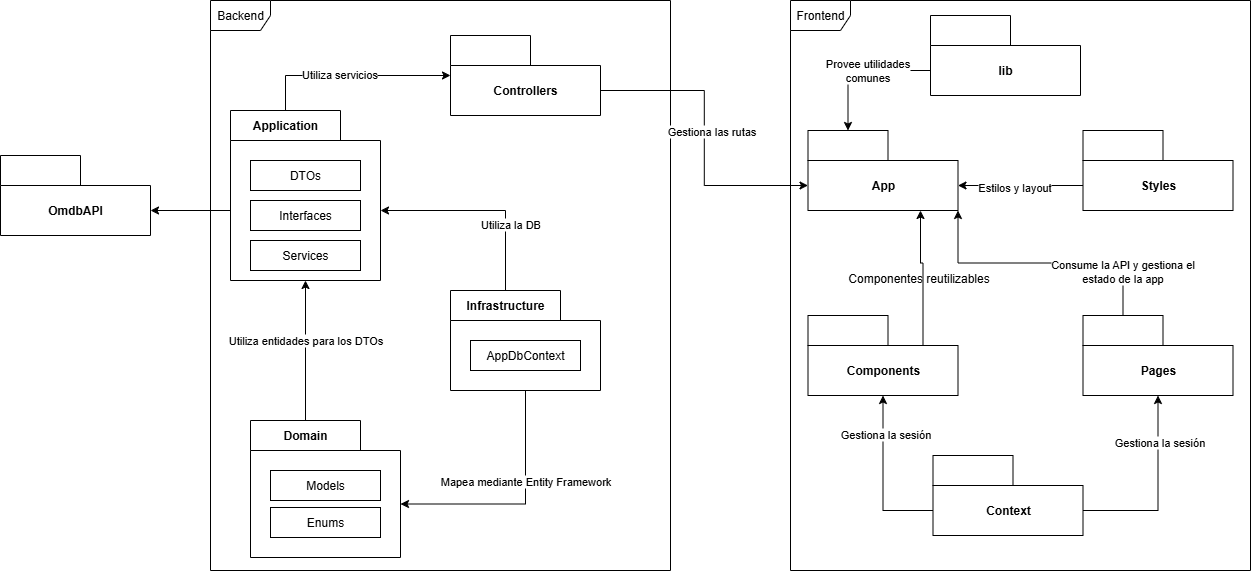 Backend
Frontend
lib
Provee utilidades
comunes
Utiliza servicios
Controllers
Application
Gestiona las rutas
DTOs
App
Estilos y layout
Styles
OmdbAPI
Interfaces
Utiliza la DB
Services
Consume la API y gestiona el
estado de la app
Componentes reutilizables
Infrastructure
Utiliza entidades para los DTOs
AppDbContext
Components
Pages
Domain
Gestiona la sesión
Gestiona la sesión
Models
Mapea mediante Entity Framework
Enums
Context